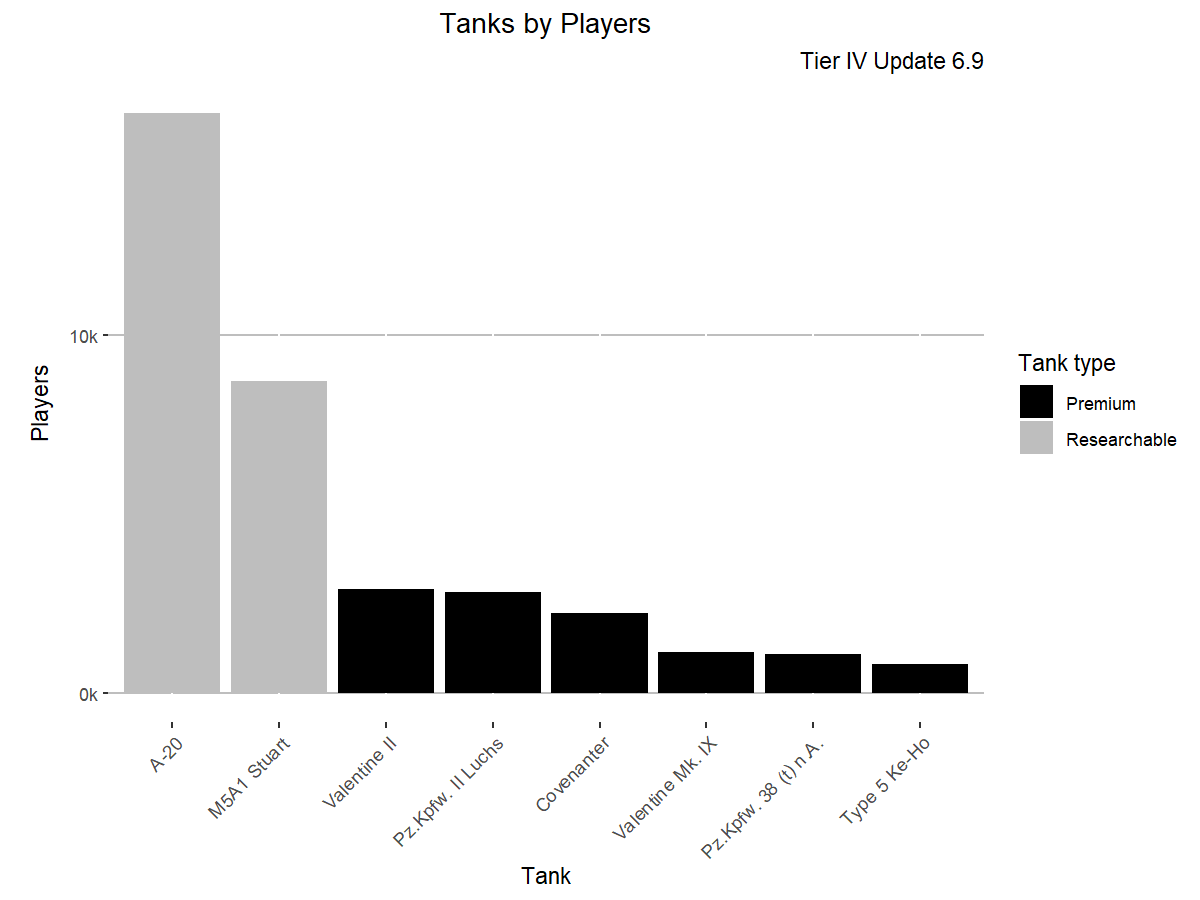 Tanks by Players
Tier IV Update 6.9
Players
10k
0k
A-20
M5A1 Stuart
Valentine II
Pz.Kpfw. II Luchs
Covenanter
Valentine Mk. IX
Pz.Kpfw. 38 (t) n A.
Type 5 Ke-Ho
Tank
Tank type
Premium
Researchable